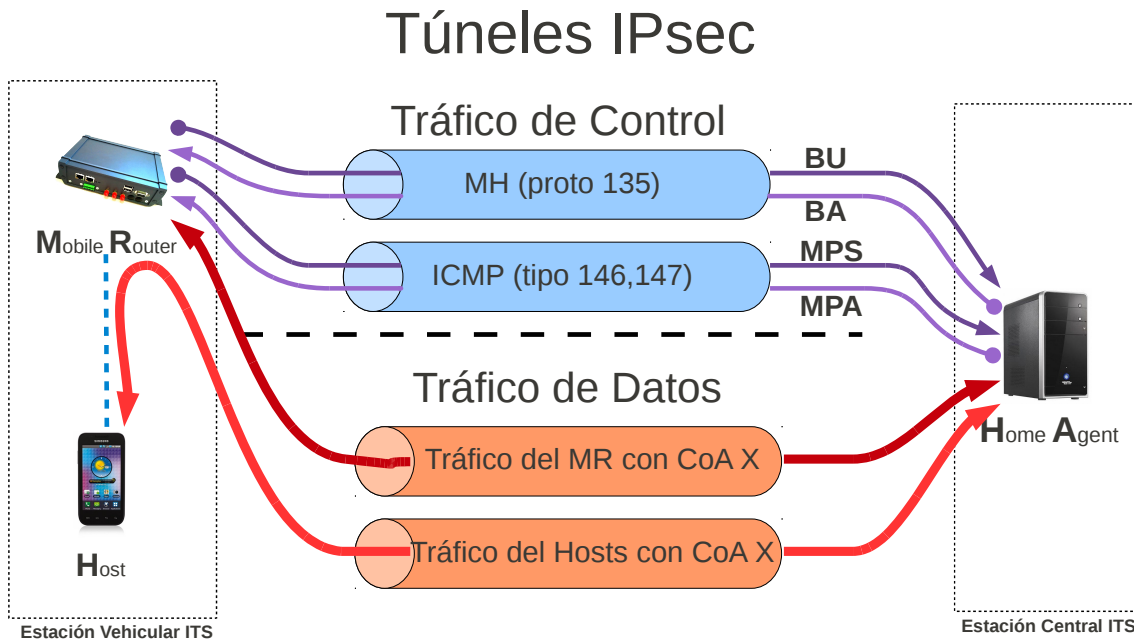 Túneles IPsec
Tráfico de Control
MH (proto 135)
BU
BA
ICMP (tipo 146,147)
MPS
MPA
Mobile Router
Tráfico de Datos
Tráfico del MR con CoA X
Home Agent
Tráfico del Hosts con CoA X
Host
Estación Vehicular ITS
Estación Central ITS